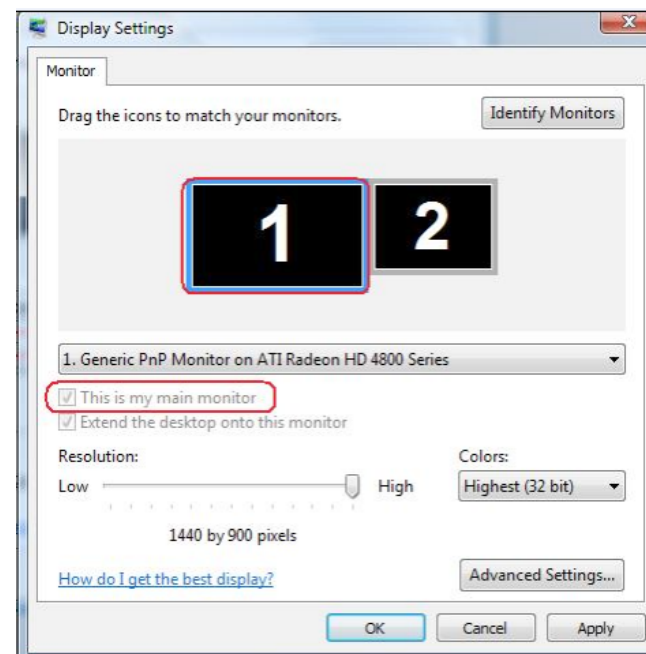 Display Settings
Monitor
Drag the icons to match your monitors.
Identify Monitors
1
2
1. Generic PnP Monitor on ATI Radeon HD 4800 Series
This is my main monitor
Extend the desktop onto this monitor
Resolution:
Colors:
Low
High
Highest (32 bit)
1440 by 900 pixels
How do I get the best display?
Advanced Settings...
OK
Cancel
Apply